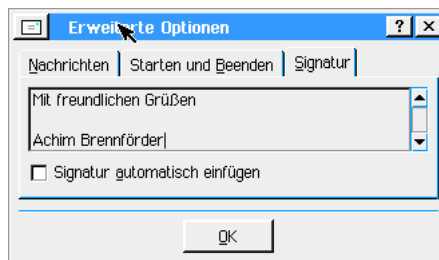 Erweiterte Optionen
Nachrichten Starten und Beenden Signatur
Mit freundlichen Grüßen
Achim Brennförder
Signatur automatisch einfügen
OK